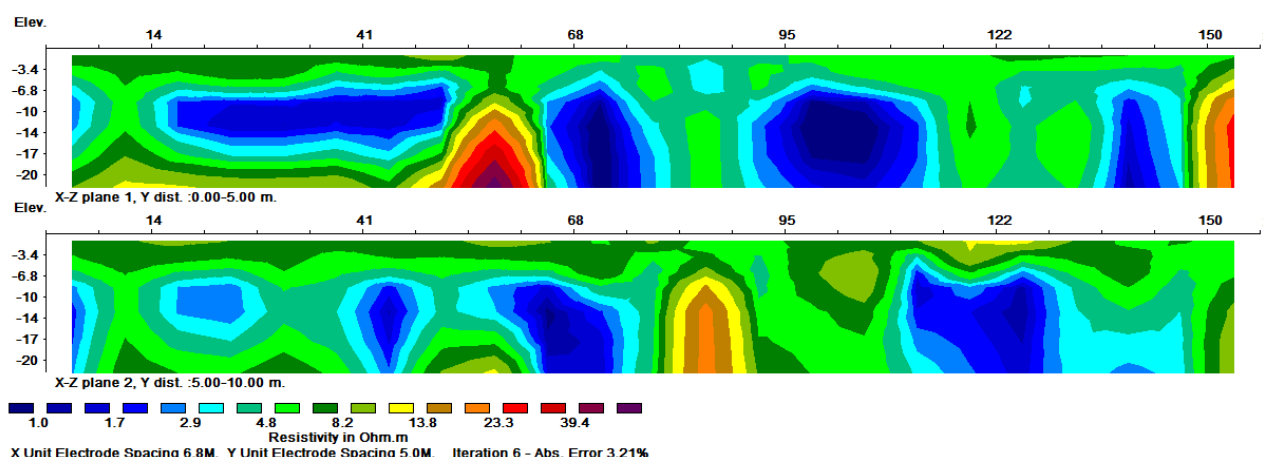 Elev.
14 41 68 95 122 150
-3.4
-6.8
-10
-14
-17
-20
X-Z plane 1, Y dist. :0.00-5.00 m.
Elev.
14 41 68 95 122 150
-3.4
-6.8
-10
-14
-17
-20
X-Z plane 2, Y dist. :5.00-10.00 m.
1.0 1.7 2.9 4.8 8.2 13.8 23.3 39.4
Resistivity in Ohm.m
X Unit Electrode Spacing 6.8M. Y Unit Electrode Spacing 5.0M. Iteration 6 - Abs. Error 3.21%